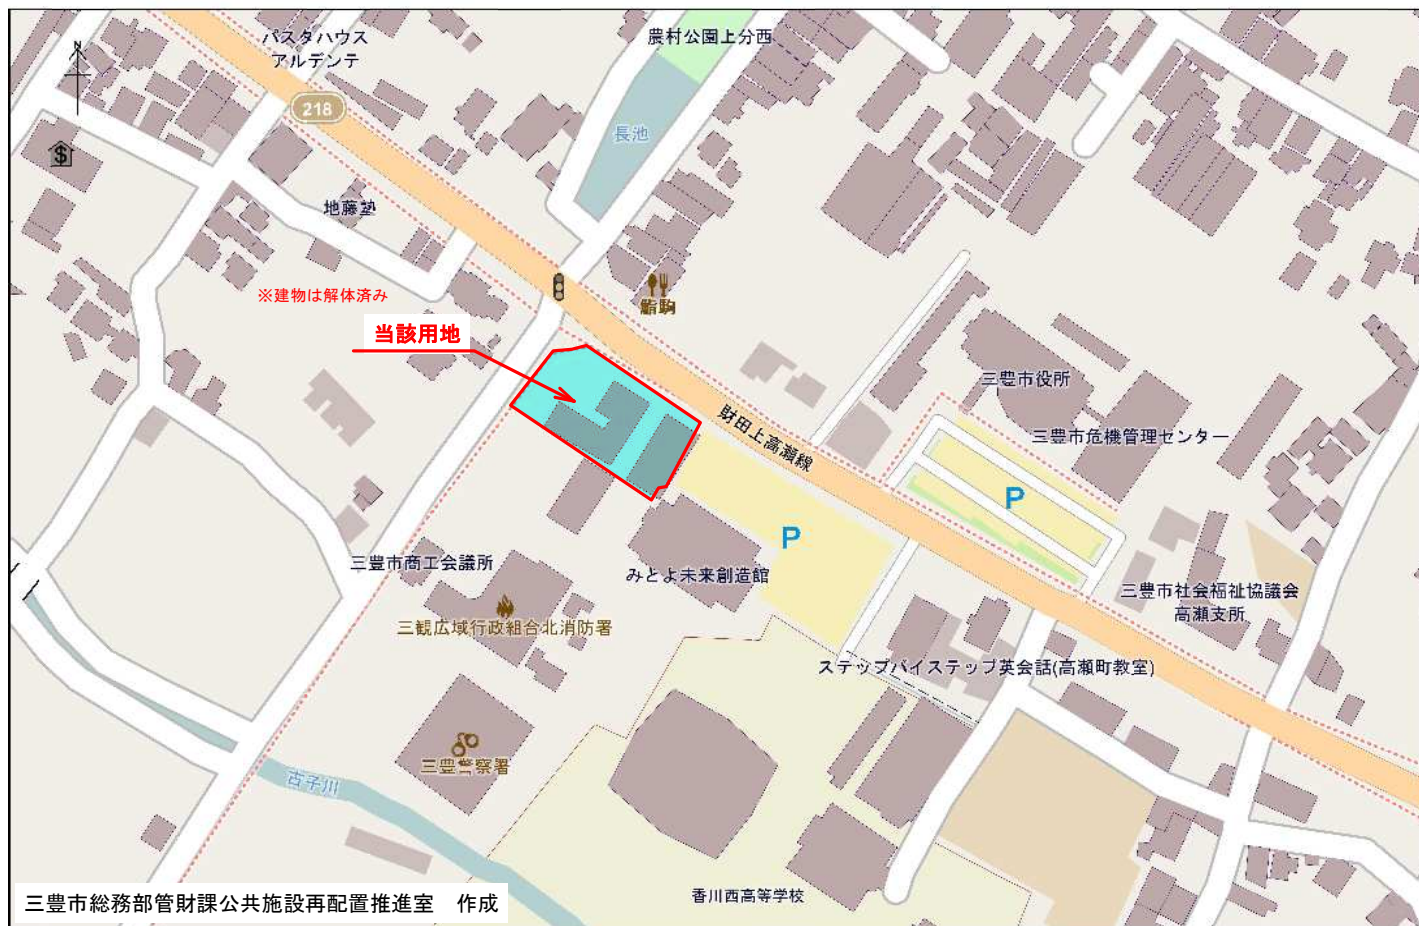 パスタハウス
アルデンテ
農村公園上分西
N
218
長池
$
地藤塾
※建物は解体済み
鮨駒
当該用地
三豊市役所
財田上高瀬線
三豊市危機管理センター
P
P
三豊市商工会議所
みとよ未来創造館
三豊市社会福祉協議会
高瀬支所
三観広域行政組合北消防署
ステップバイステップ英会話(高瀬町教室)
三豊警察署
古子川
香川西高等学校
三豊市総務部管財課公共施設再配置推進室 作成